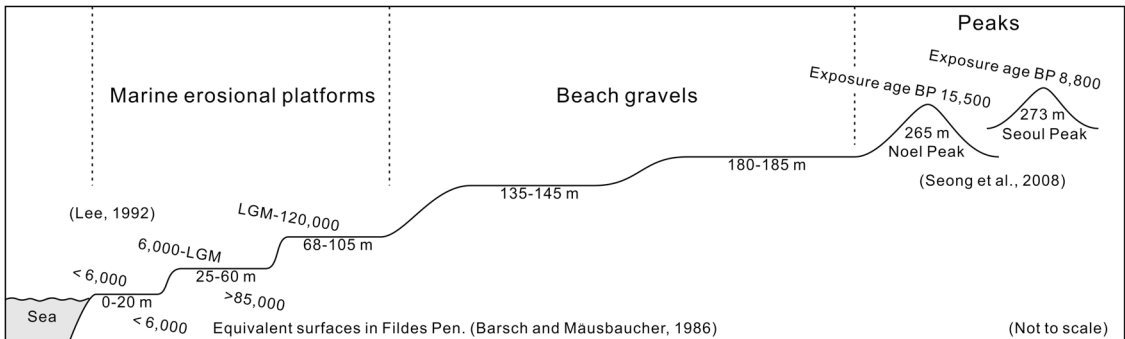 Peaks
Exposure age BP 8,800
Exposure age BP 15,500
Marine erosional platforms
Beach gravels
273 m
Seoul Peak
265 m
Noel Peak
180-185 m
(Seong et al., 2008)
135-145 m
(Lee, 1992)
LGM-120,000
68-105 m
6,000-LGM
25-60 m
<6,000
0-20 m
>85,000
Sea
<6,000
Equivalent surfaces in Fildes Pen. (Barsch and Mäusbaucher, 1986)
(Not to scale)